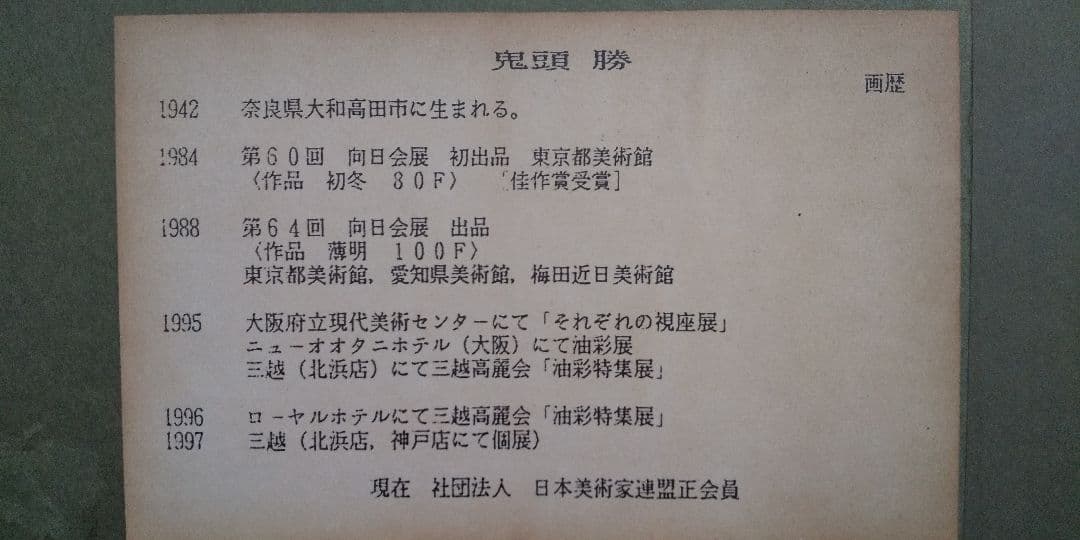 鬼頭 勝
画歴
1942 奈良県大和高田市に生まれる。
1984 第60回 向日会展 初出品 東京都美術館
〈作品 初冬 80F〉 [佳作賞受賞]
1988 第64回 向日会展 出品
〈作品 薄明 100F〉
東京都美術館, 愛知県美術館, 梅田近日美術館
1995 大阪府立現代美術センターにて「それぞれの視座展」
ニューオオタニホテル(大阪)にて油彩展
三越(北浜店)にて三越高麗会「油彩特集展」
1996 ローヤルホテルにて三越高麗会「油彩特集展」
1997 三越(北浜店, 神戸店にて個展)
現在 社団法人 日本美術家連盟正会員